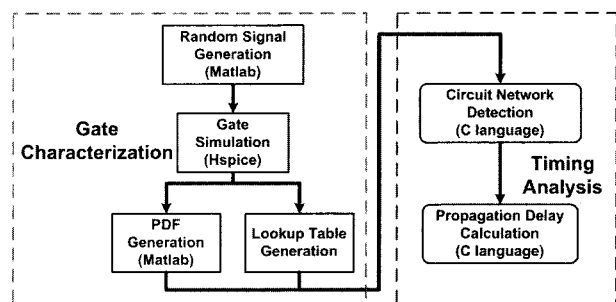 Random Signal
Generation
(Matlab)
Gate
Simulation
(Hspice)
Gate
Characterization
PDF
Generation
(Matlab)
Lookup Table
Generation
Circuit Network
Detection
(C language)
Timing
Analysis
Propagation Delay
Calculation
(C language)